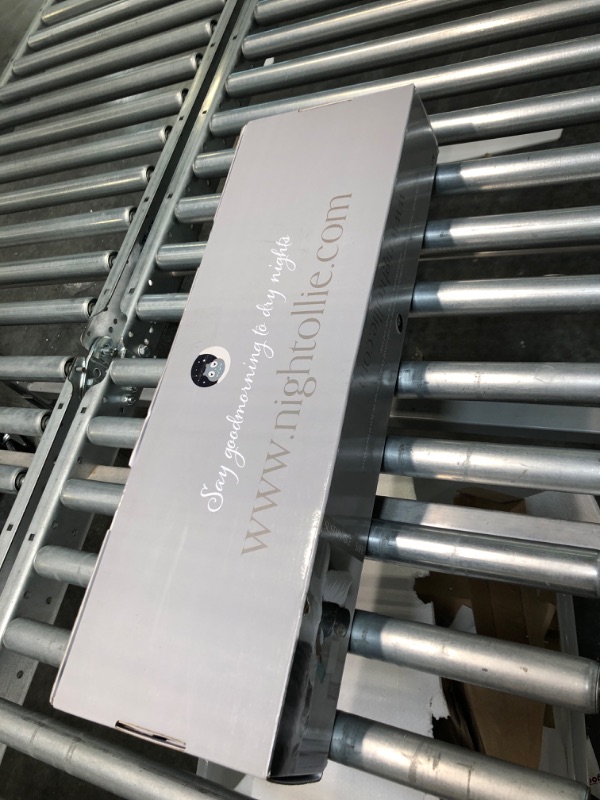 Say goodmorning to dry nights
www.nightollie.com